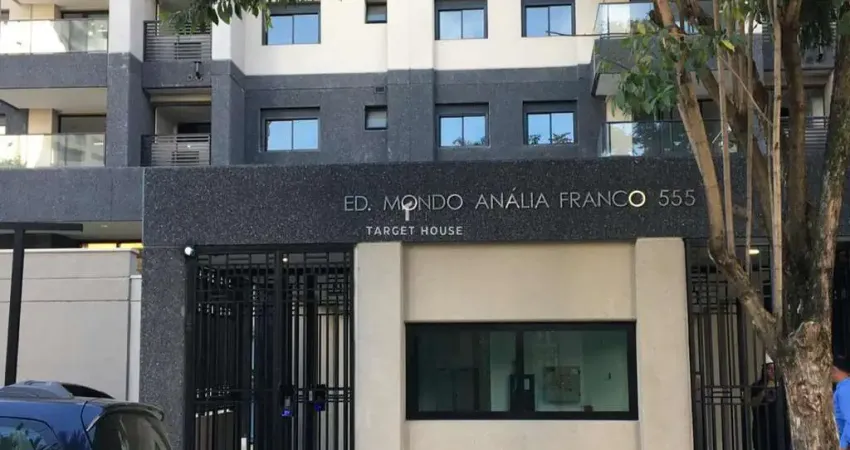 ED. MONDO ANÁLIA FRANCO 555
TARGET HOUSE